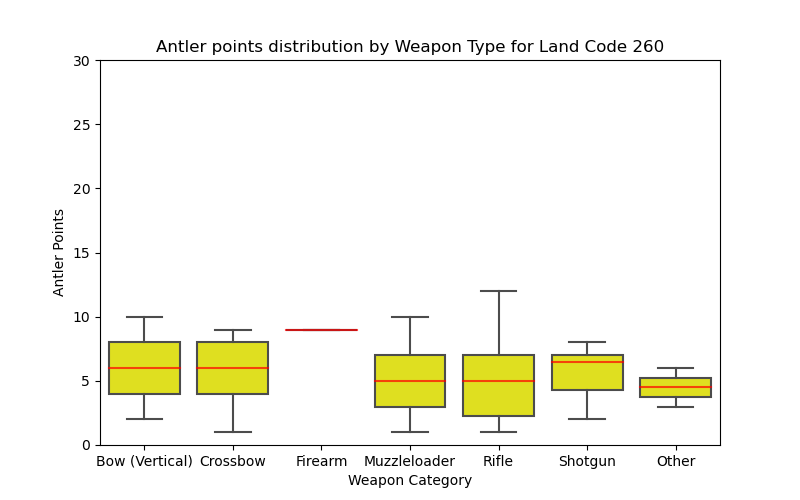 Antler points distribution by Weapon Type for Land Code 260
30
25
20
15
10
5
0
Antler Points
Bow (Vertical) Crossbow Firearm Muzzleloader Rifle Shotgun Other
Weapon Category